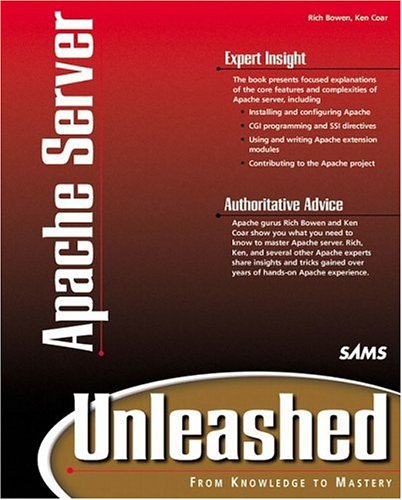 Rich Bowen, Ken Coar
Apache Server
Expert Insight
The book presents focused explanations
of the core features and complexities of
Apache server, including
• Installing and configuring Apache
• CGI programming and SSI directives
• Using and writing Apache extension
modules
• Contributing to the Apache project
Authoritative Advice
Apache gurus Rich Bowen and Ken
Coar show you what you need to
know to master Apache server. Rich,
Ken, and several other Apache experts
share insights and tricks gained over
years of hands-on Apache experience.
SAMS
Unleashed
From Knowledge to Mastery